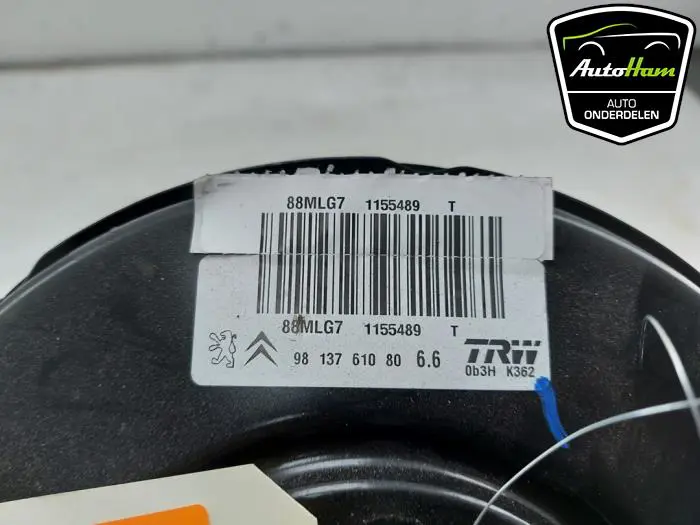 AutoHam
AUTO
ONDERDELEN
88MLG7 1155489 T
88MLG7 1155489 T
98 137 610 80 6.6
TRW
0b3H K362